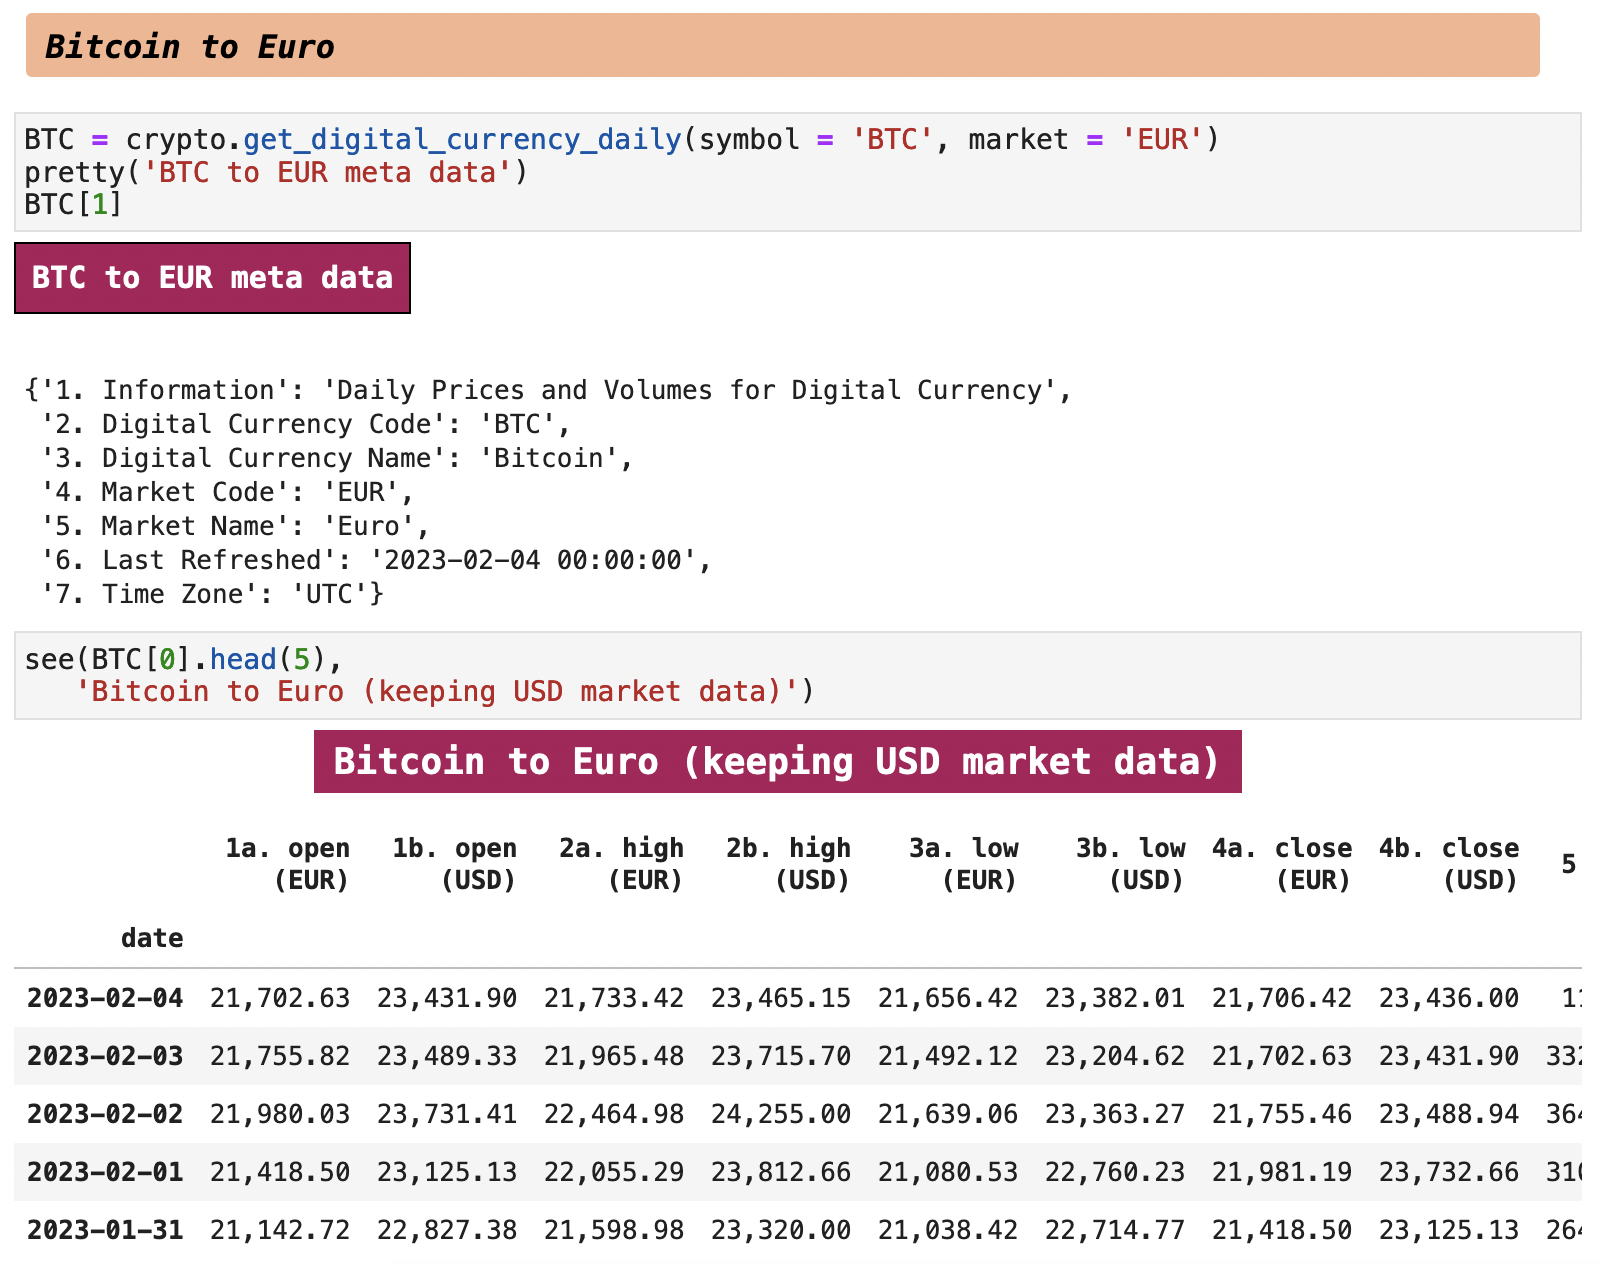 Bitcoin to Euro
BTC = crypto.get_digital_currency_daily(symbol = 'BTC', market = 'EUR')
pretty('BTC to EUR meta data')
BTC[1]
BTC to EUR meta data
{'1. Information': 'Daily Prices and Volumes for Digital Currency',
'2. Digital Currency Code': 'BTC',
'3. Digital Currency Name': 'Bitcoin',
'4. Market Code': 'EUR',
'5. Market Name': 'Euro',
'6. Last Refreshed': '2023-02-04 00:00:00',
'7. Time Zone': 'UTC'}
see(BTC[0].head(5),
'Bitcoin to Euro (keeping USD market data)')
Bitcoin to Euro (keeping USD market data)
1a. open 1b. open 2a. high 2b. high 3a. low 3b. low 4a. close 4b. close 5
(EUR) (USD) (EUR) (USD) (EUR) (USD) (EUR) (USD)
date
2023-02-04 21,702.63 23,431.90 21,733.42 23,465.15 21,656.42 23,382.01 21,706.42 23,436.00
2023-02-03 21,755.82 23,489.33 21,965.48 23,715.70 21,492.12 23,204.62 21,702.63 23,431.90
2023-02-02 21,980.03 23,731.41 22,464.98 24,255.00 21,639.06 23,363.27 21,755.46 23,488.94
2023-02-01 21,418.50 23,125.13 22,055.29 23,812.66 21,080.53 22,760.23 21,981.19 23,732.66
2023-01-31 21,142.72 22,827.38 21,598.98 23,320.00 21,038.42 22,714.77 21,418.50 23,125.13